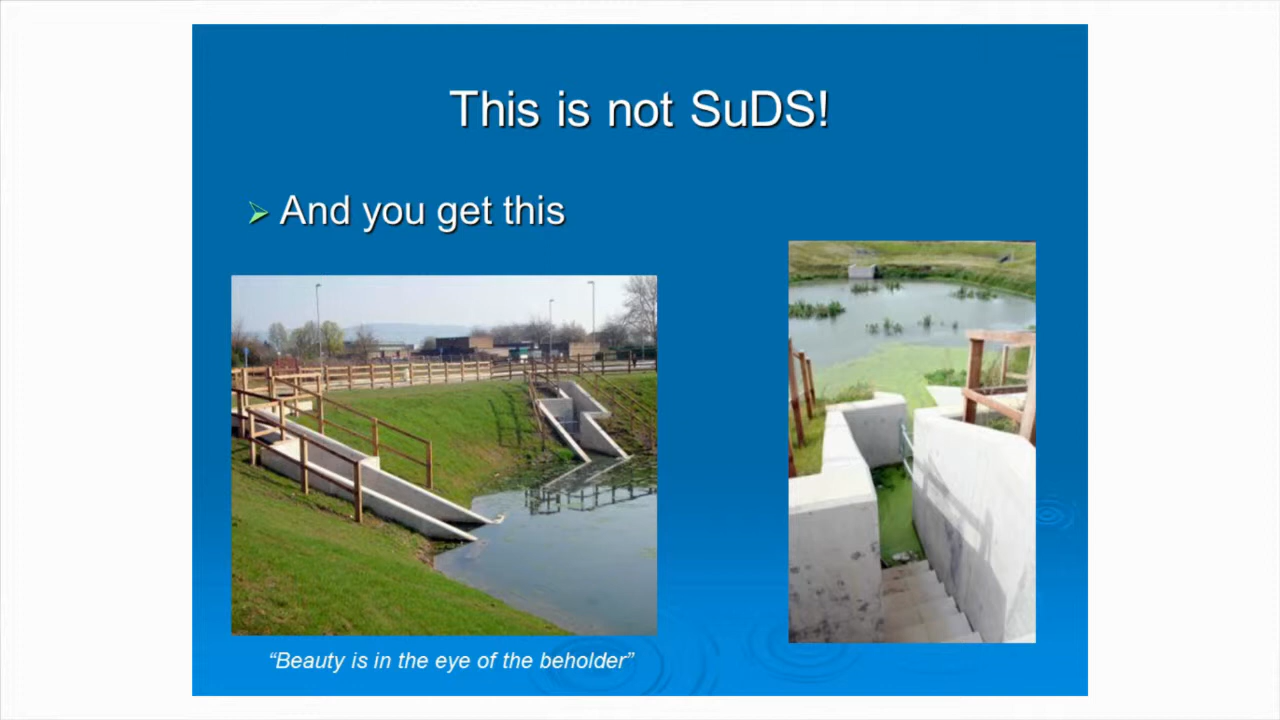 This is not SuDS!
And you get this
“Beauty is in the eye of the beholder”